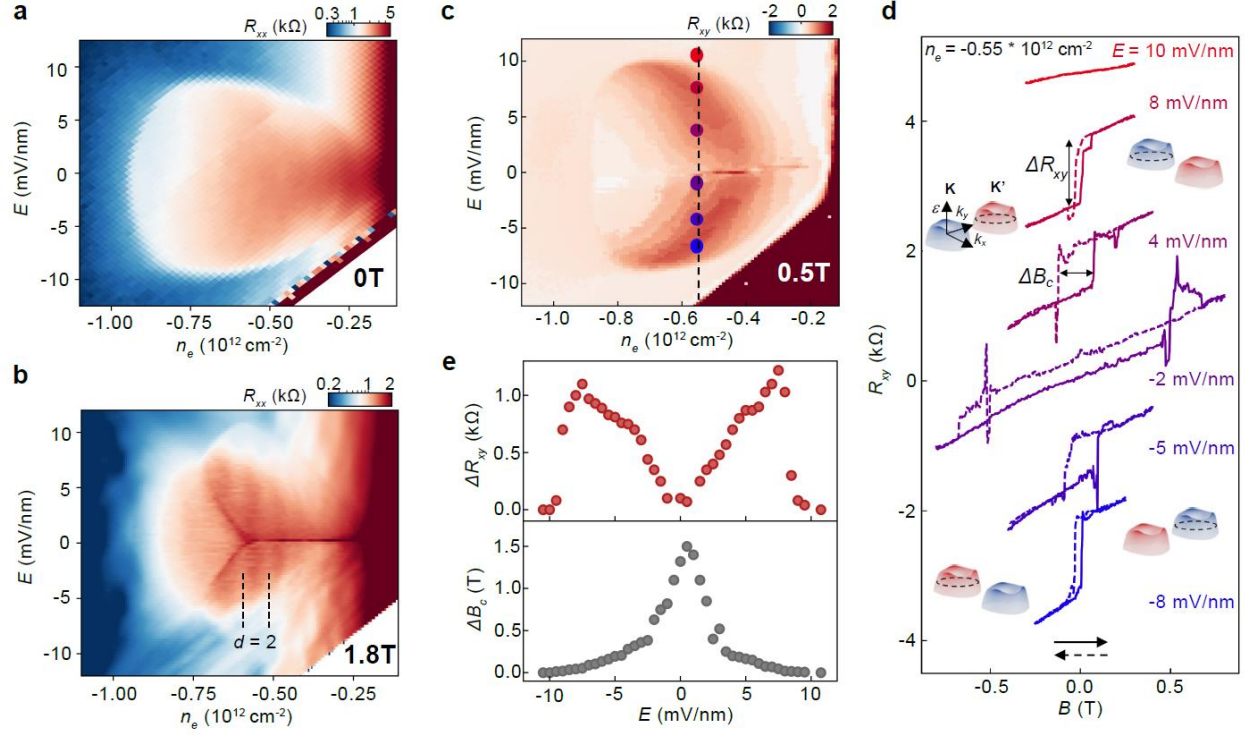 a
R_xx (kΩ)
0.3 1 5
E (mV/nm)
10
5
0
-5
-10
0T
-1.00 -0.75 -0.50 -0.25
n_e (10^12 cm^-2)
b
R_xx (kΩ)
0.2 1 2
E (mV/nm)
10
5
0
-5
-10
d = 2
1.8T
-1.00 -0.75 -0.50 -0.25
n_e (10^12 cm^-2)
c
R_xy (kΩ)
-2 0 2
E (mV/nm)
10
5
0
-5
-10
0.5T
-1.0 -0.8 -0.6 -0.4 -0.2
n_e (10^12 cm^-2)
e
ΔR_xy (kΩ)
1.0
0.5
0.0
ΔB_c (T)
1.5
1.0
0.5
0.0
-10 -5 0 5 10
E (mV/nm)
d
n_e = -0.55 * 10^12 cm^-2
E = 10 mV/nm
8 mV/nm
ΔR_xy
K K'
ε k_y
k_x
4 mV/nm
ΔB_c
-2 mV/nm
-5 mV/nm
-8 mV/nm
R_xy (kΩ)
4
2
0
-2
-4
-0.5 0.0 0.5
B (T)